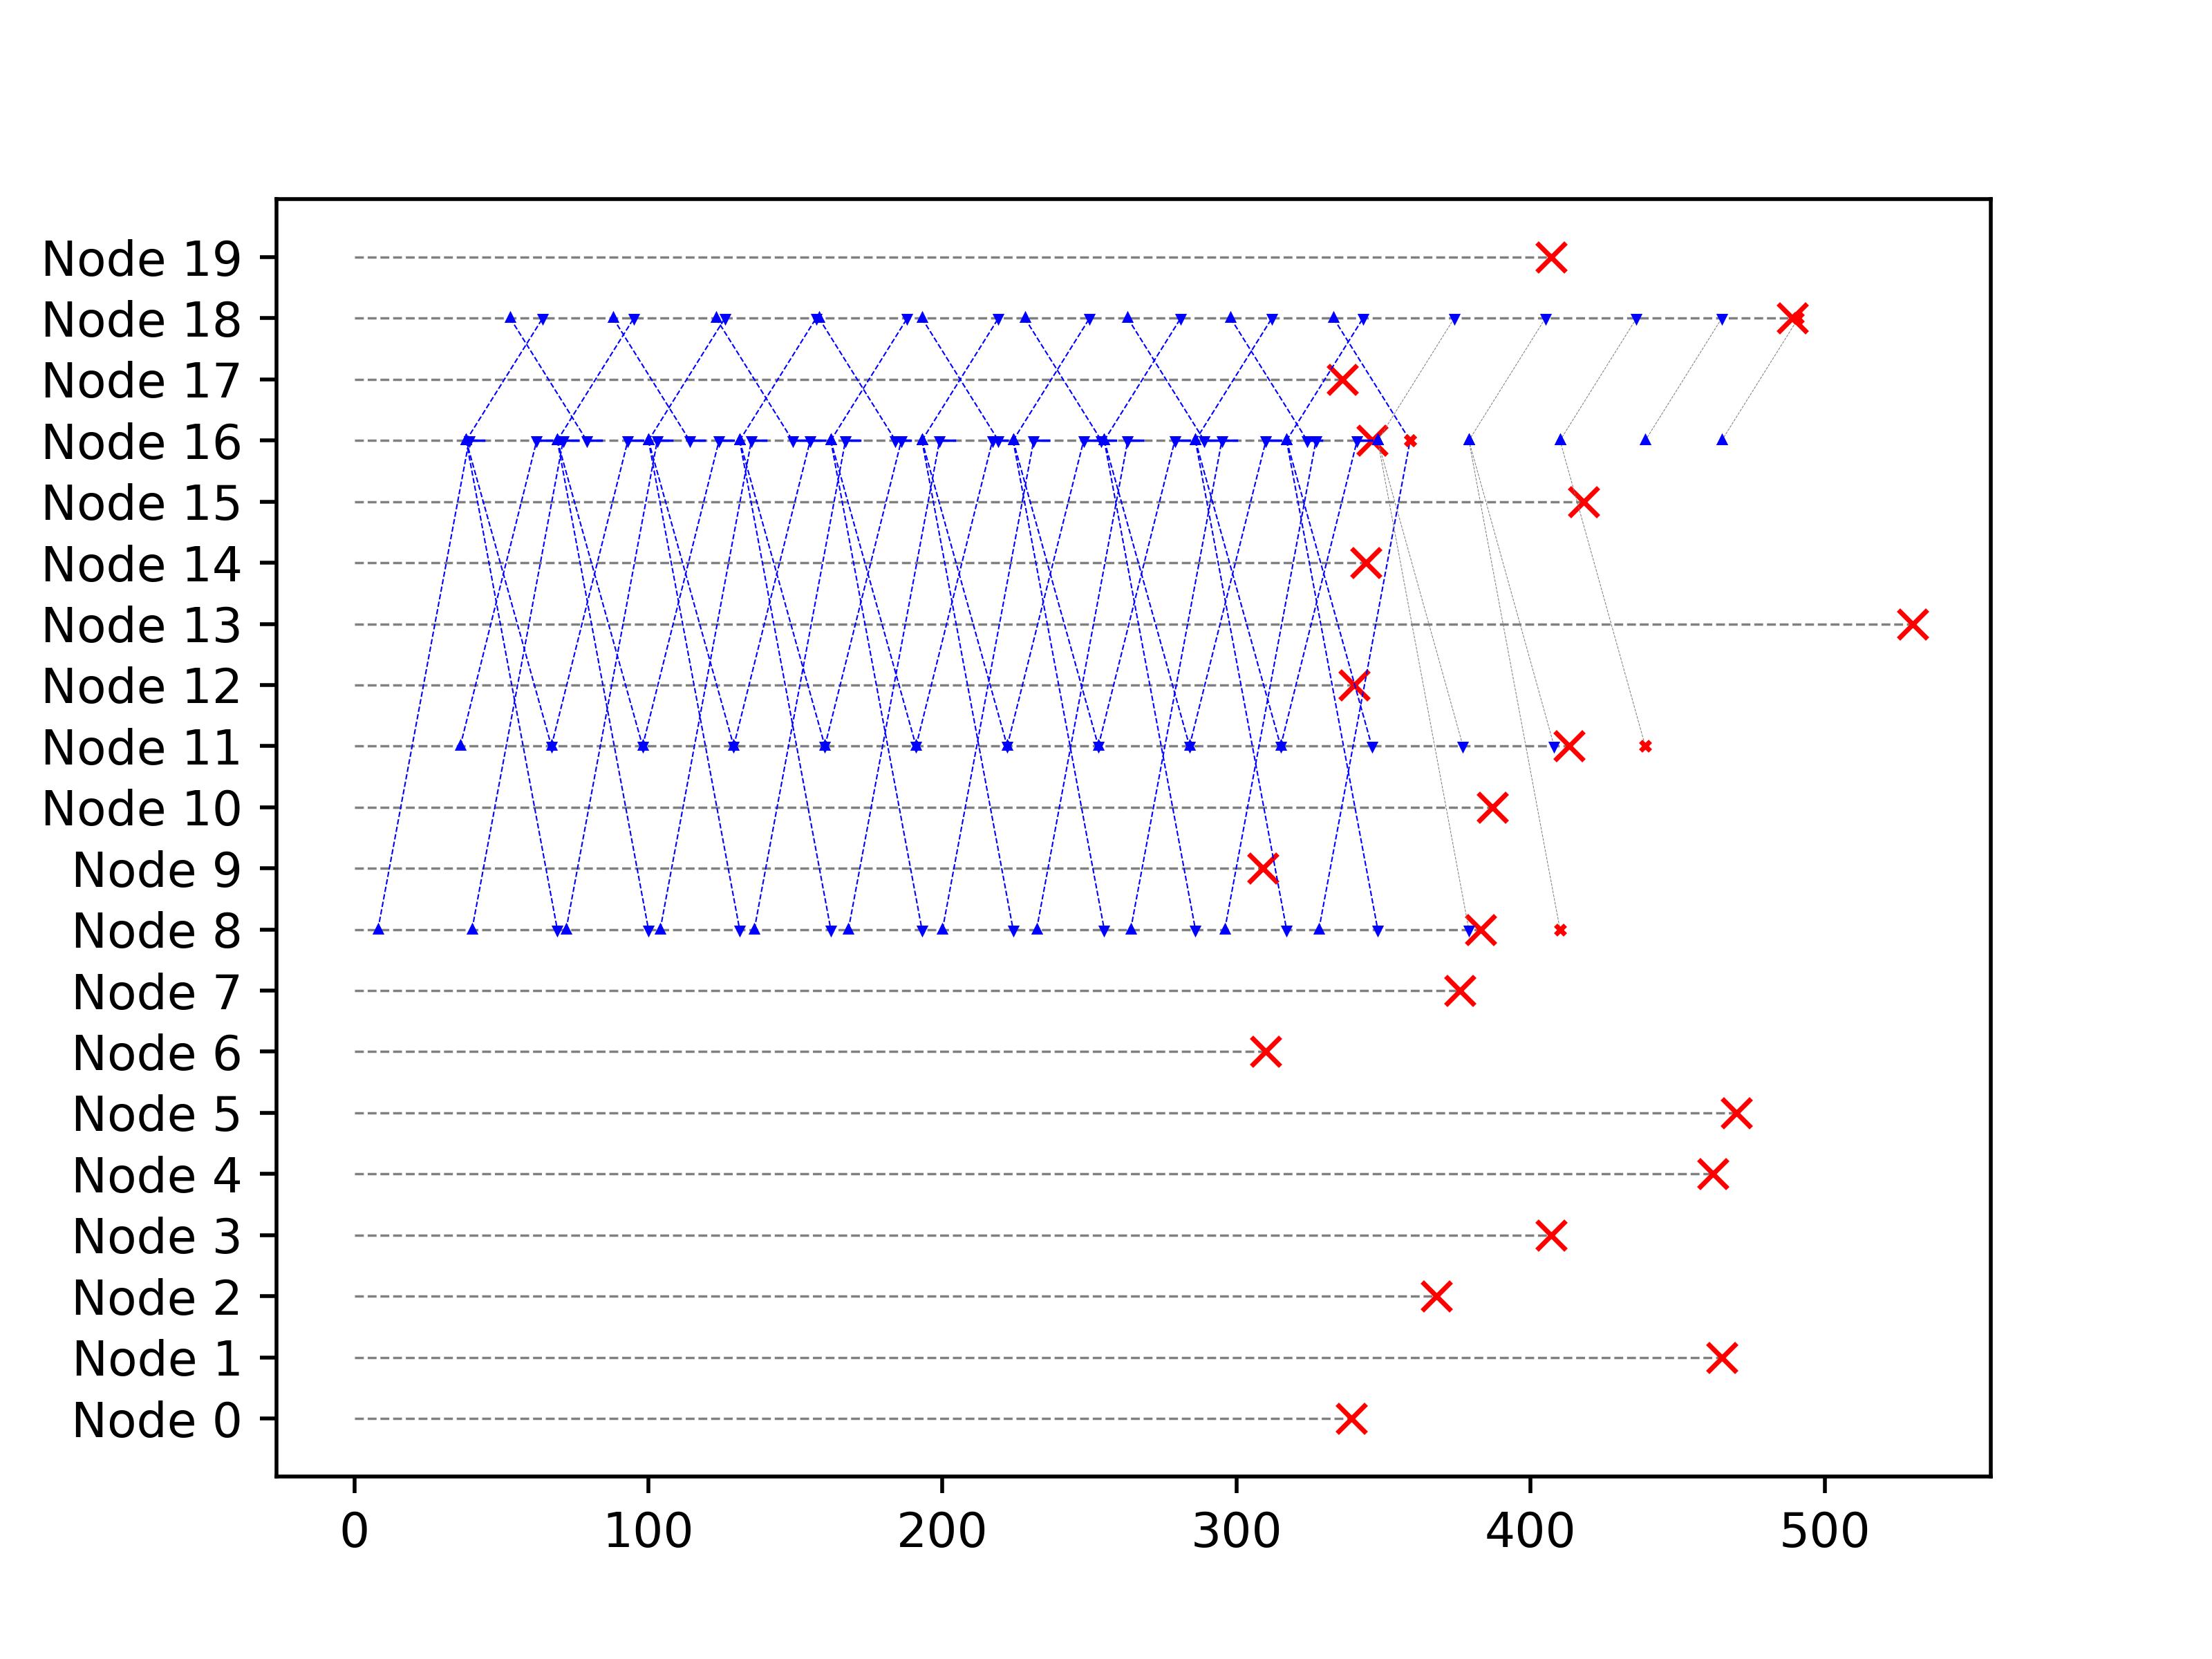 Node 19
Node 18
Node 17
Node 16
Node 15
Node 14
Node 13
Node 12
Node 11
Node 10
Node 9
Node 8
Node 7
Node 6
Node 5
Node 4
Node 3
Node 2
Node 1
Node 0
0 100 200 300 400 500